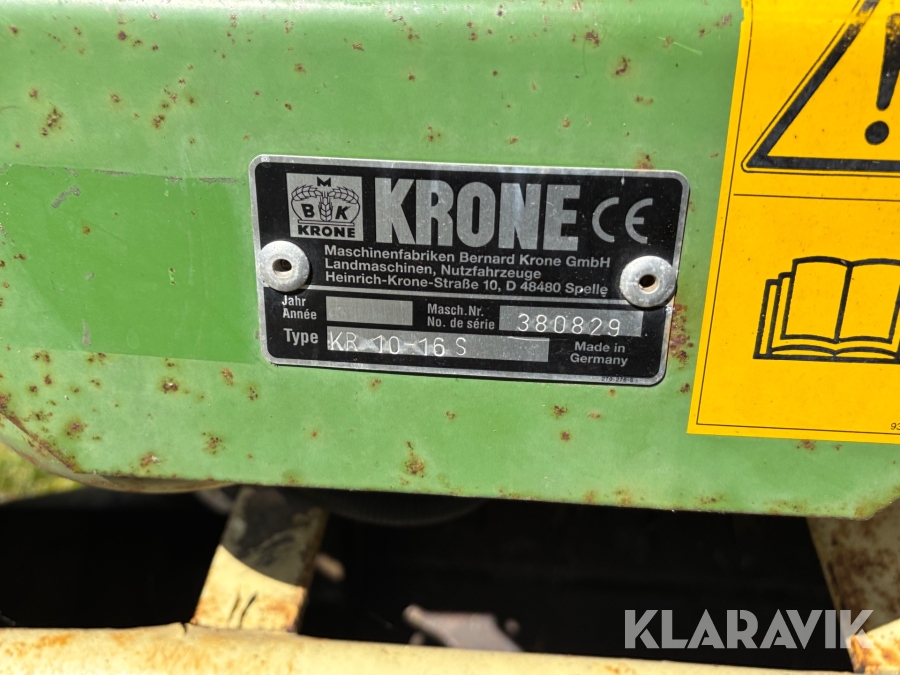 M
B K
KRONE
KRONE CE
Maschinenfabriken Bernard Krone GmbH
Landmaschinen, Nutzfahrzeuge
Heinrich-Krone-Straße 10, D 48480 Spelle
Jahr
Année
Masch.Nr.
No. de série
380829
Type KR 10-16 S
Made in
Germany
93
KLARAVIK